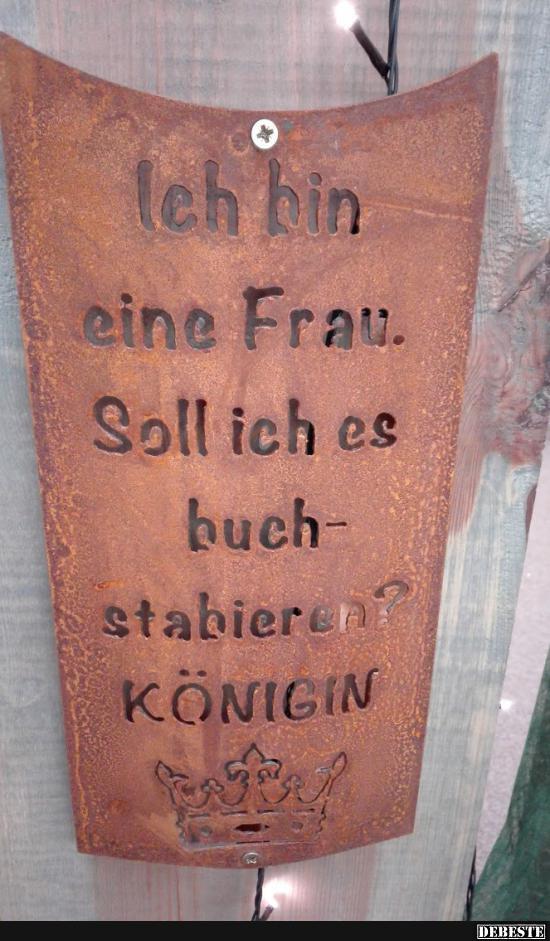 Ich bin
eine Frau.
Soll ich es
buch-
stabieren?
KÖNIGIN
DEBESTE